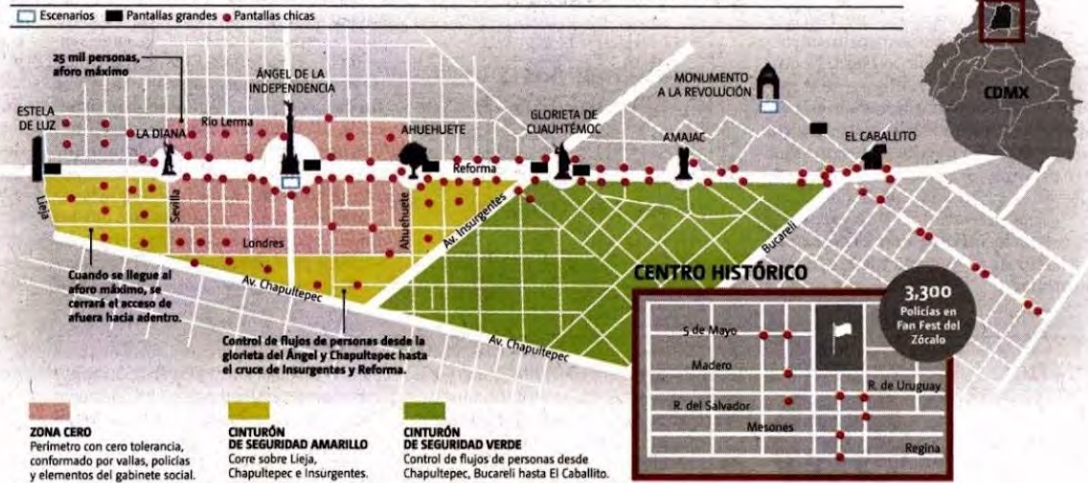 Escenarios Pantallas grandes Pantallas chicas
25 mil personas,
aforo máximo
ÁNGEL DE LA
INDEPENDENCIA
MONUMENTO
A LA REVOLUCIÓN
CDMX
ESTELA
DE LUZ
LA DIANA
Río Lerma
AHUEHUETE
GLORIETA DE
CUAUHTÉMOC
AMAJAC
EL CABALLITO
Reforma
Lieja
Sevilla
Ahuehuete
Av. Insurgentes
Bucareli
Londres
Av. Chapultepec
Av. Chapultepec
Cuando se llegue al
aforo máximo, se
cerrará el acceso de
afuera hacia adentro.
Control de flujos de personas desde la
glorieta del Ángel y Chapultepec hasta
el cruce de Insurgentes y Reforma.
CENTRO HISTÓRICO
3,300
Policías en
Fan Fest del
Zócalo
5 de Mayo
Madero
R. de Uruguay
R. del Salvador
Mesones
Regina
ZONA CERO
Perímetro con cero tolerancia,
conformado por vallas, policías
y elementos del gabinete social.
CINTURÓN
DE SEGURIDAD AMARILLO
Corre sobre Lieja,
Chapultepec e Insurgentes.
CINTURÓN
DE SEGURIDAD VERDE
Control de flujos de personas desde
Chapultepec, Bucareli hasta El Caballito.